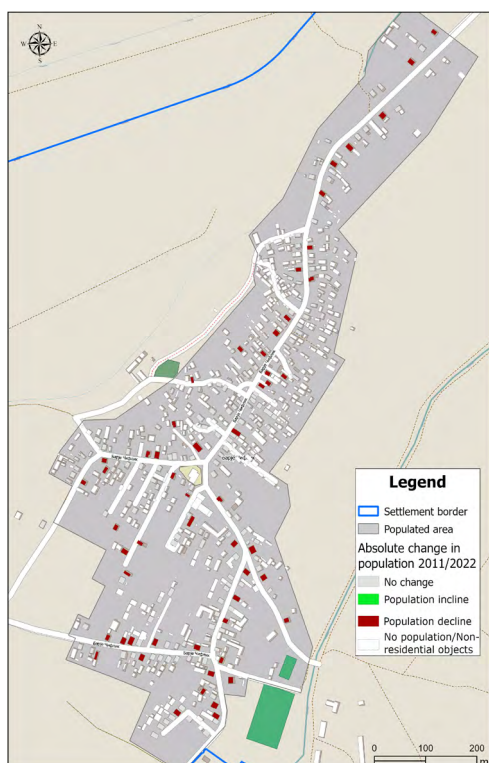 N
W E
S
Legend
Settlement border
Populated area
Absolute change in
population 2011/2022
No change
Population incline
Population decline
No population/Non-
residential objects
0 100 200
m